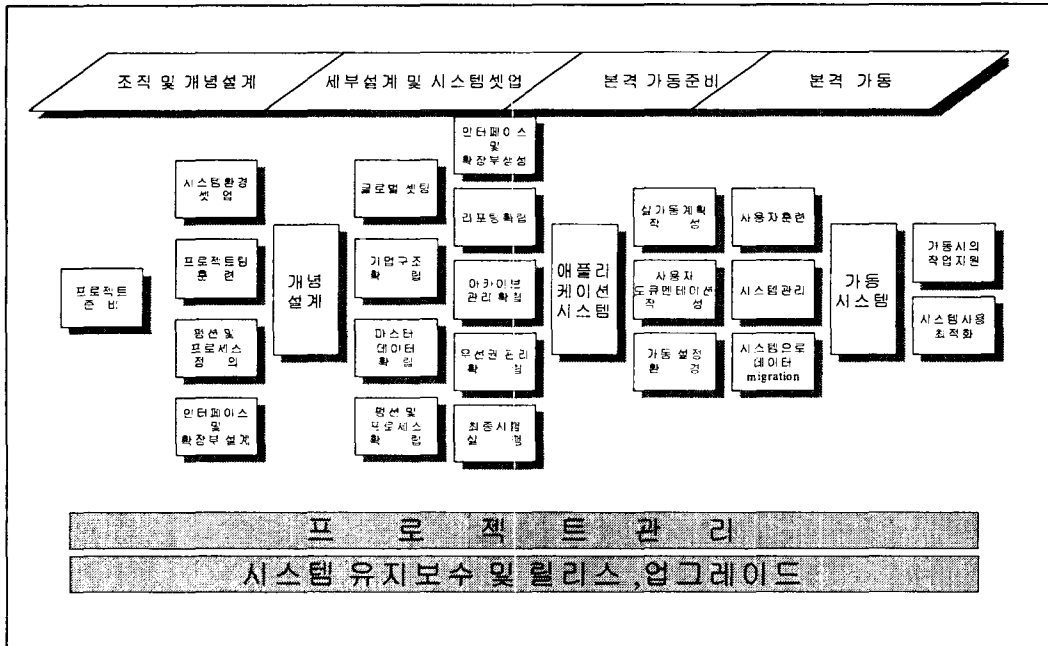 조직 및 개념설계
세부설계 및 시스템셋업
본격 가동준비
본격 가동
프로젝트
준 비
시스템환경
셋 업
프로젝트팀
훈 련
펑션 및
프로세스
정 의
인터페이스
및
확장부 설계
개념
설계
글로벌 셋팅
기업구조
확 립
마스터
데이터
확 립
펑션 및
프로세스
확 립
인터페이스
및
확장부생성
리포팅확립
아카이브
관리 확립
우선권 관리
확 립
최종시험
실 행
애플리
케이션
시스템
실가동계획
작 성
사용자
도큐멘테이션
작 성
가동 설정
환 경
사용자훈련
시스템관리
시스템으로
데이터
migration
가동
시스템
가동시의
작업지원
시스템사용
최적화
프 로 젝 트 관 리
시스템 유지보수 및 릴리스 ,업그레이드